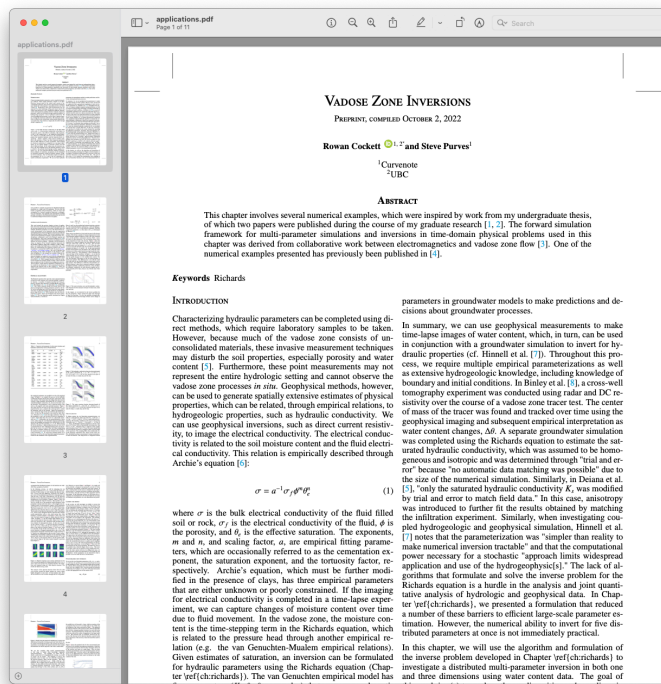 applications.pdf
Page 1 of 11
Search
applications.pdf
1
2
3
4
VADOSE ZONE INVERSIONS
PREPRINT, COMPILED OCTOBER 2, 2022
Rowan Cockett 1, 2* and Steve Purves1
1Curvenote
2UBC
ABSTRACT
This chapter involves several numerical examples, which were inspired by work from my undergraduate thesis,
of which two papers were published during the course of my graduate research [1, 2]. The forward simulation
framework for multi-parameter simulations and inversions in time-domain physical problems used in this
chapter was derived from collaborative work between electromagnetics and vadose zone flow [3]. One of the
numerical examples presented has previously been published in [4].
Keywords Richards
INTRODUCTION
Characterizing hydraulic parameters can be completed using di-
rect methods, which require laboratory samples to be taken.
However, because much of the vadose zone consists of un-
consolidated materials, these invasive measurement techniques
may disturb the soil properties, especially porosity and water
content [5]. Furthermore, these point measurements may not
represent the entire hydrologic setting and cannot observe the
vadose zone processes in situ. Geophysical methods, however,
can be used to generate spatially extensive estimates of physical
properties, which can be related, through empirical relations, to
hydrogeologic properties, such as hydraulic conductivity. We
can use geophysical inversions, such as direct current resistiv-
ity, to image the electrical conductivity. The electrical conduc-
tivity is related to the soil moisture content and the fluid electri-
cal conductivity. This relation is empirically described through
Archie's equation [6]:
σ = a⁻¹σ_f ϕᵐθₑⁿ (1)
where σ is the bulk electrical conductivity of the fluid filled
soil or rock, σ_f is the electrical conductivity of the fluid, ϕ is
the porosity, and θₑ is the effective saturation. The exponents,
m and n, and scaling factor, a, are empirical fitting parame-
ters, which are occasionally referred to as the cementation ex-
ponent, the saturation exponent, and the tortuosity factor, re-
spectively. Archie's equation, which must be further modi-
fied in the presence of clays, has three empirical parameters
that are either unknown or poorly constrained. If the imaging
for electrical conductivity is completed in a time-lapse exper-
iment, we can capture changes of moisture content over time
due to fluid movement. In the vadose zone, the moisture con-
tent is the time-stepping term in the Richards equation, which
is related to the pressure head through another empirical re-
lation (e.g. the van Genuchten-Mualem empirical relations).
Given estimates of saturation, an inversion can be formulated
for hydraulic parameters using the Richards equation (Chap-
ter \ref{ch:richards}). The van Genuchten empirical model has
parameters in groundwater models to make predictions and de-
cisions about groundwater processes.
In summary, we can use geophysical measurements to make
time-lapse images of water content, which, in turn, can be used
in conjunction with a groundwater simulation to invert for hy-
draulic properties (cf. Hinnell et al. [7]). Throughout this pro-
cess, we require multiple empirical parameterizations as well
as extensive hydrogeologic knowledge, including knowledge of
boundary and initial conditions. In Binley et al. [8], a cross-well
tomography experiment was conducted using radar and DC re-
sistivity over the course of a vadose zone tracer test. The center
of mass of the tracer was found and tracked over time using the
geophysical imaging and subsequent empirical interpretation as
water content changes, Δθ. A separate groundwater simulation
was completed using the Richards equation to estimate the sat-
urated hydraulic conductivity, which was assumed to be homo-
geneous and isotropic and was determined through "trial and er-
ror" because "no automatic data matching was possible" due to
the size of the numerical simulation. Similarly, in Deiana et al.
[5], "only the saturated hydraulic conductivity Kₛ was modified
by trial and error to match field data." In this case, anisotropy
was introduced to further fit the results obtained by matching
the infiltration experiment. Similarly, when investigating cou-
pled hydrogeologic and geophysical simulation, Hinnell et al.
[7] notes that the parameterization was "simpler than reality to
make numerical inversion tractable" and that the computational
power necessary for a stochastic "approach limits widespread
application and use of the hydrogeophysic[s]." The lack of al-
gorithms that formulate and solve the inverse problem for the
Richards equation is a hurdle in the analysis and joint quanti-
tative analysis of hydrologic and geophysical data. In Chap-
ter \ref{ch:richards}, we presented a formulation that reduced
a number of these barriers to efficient large-scale parameter es-
timation. However, the numerical ability to invert for five dis-
tributed parameters at once is not immediately practical.
In this chapter, we will use the algorithm and formulation of
the inverse problem developed in Chapter \ref{ch:richards} to
investigate a distributed multi-parameter inversion in both one
and three dimensions using water content data. The goal of